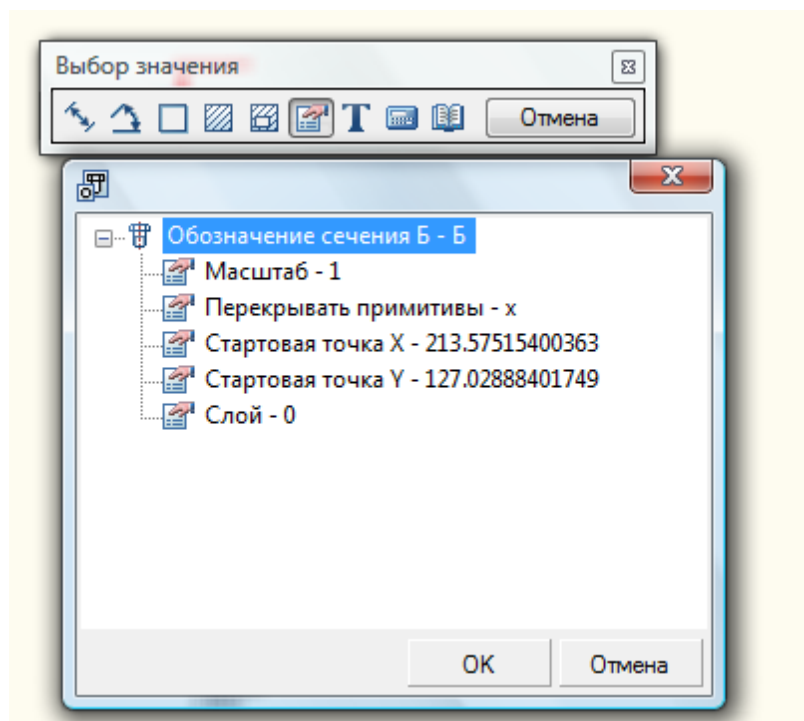 Выбор значения
T Отмена
Обозначение сечения Б - Б
Масштаб - 1
Перекрывать примитивы - x
Стартовая точка X - 213.57515400363
Стартовая точка Y - 127.02888401749
Слой - 0
OK Отмена